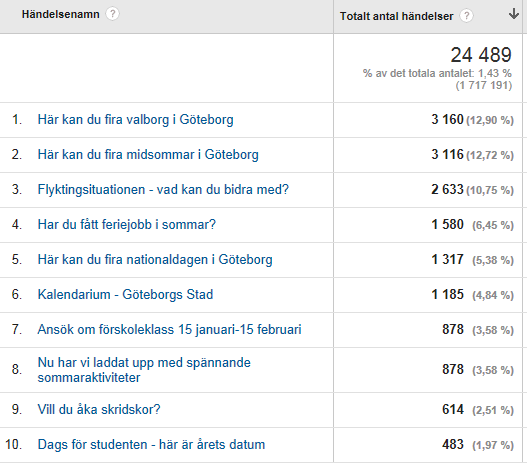 Händelsenamn ? Totalt antal händelser ?
24 489
% av det totala antalet: 1,43 %
(1 717 191)
1. Här kan du fira valborg i Göteborg 3 160 (12,90 %)
2. Här kan du fira midsommar i Göteborg 3 116 (12,72 %)
3. Flyktingsituationen - vad kan du bidra med? 2 633 (10,75 %)
4. Har du fått feriejobb i sommar? 1 580 (6,45 %)
5. Här kan du fira nationaldagen i Göteborg 1 317 (5,38 %)
6. Kalendarium - Göteborgs Stad 1 185 (4,84 %)
7. Ansök om förskoleklass 15 januari-15 februari 878 (3,58 %)
8. Nu har vi laddat upp med spännande
sommaraktiviteter 878 (3,58 %)
9. Vill du åka skridskor? 614 (2,51 %)
10. Dags för studenten - här är årets datum 483 (1,97 %)